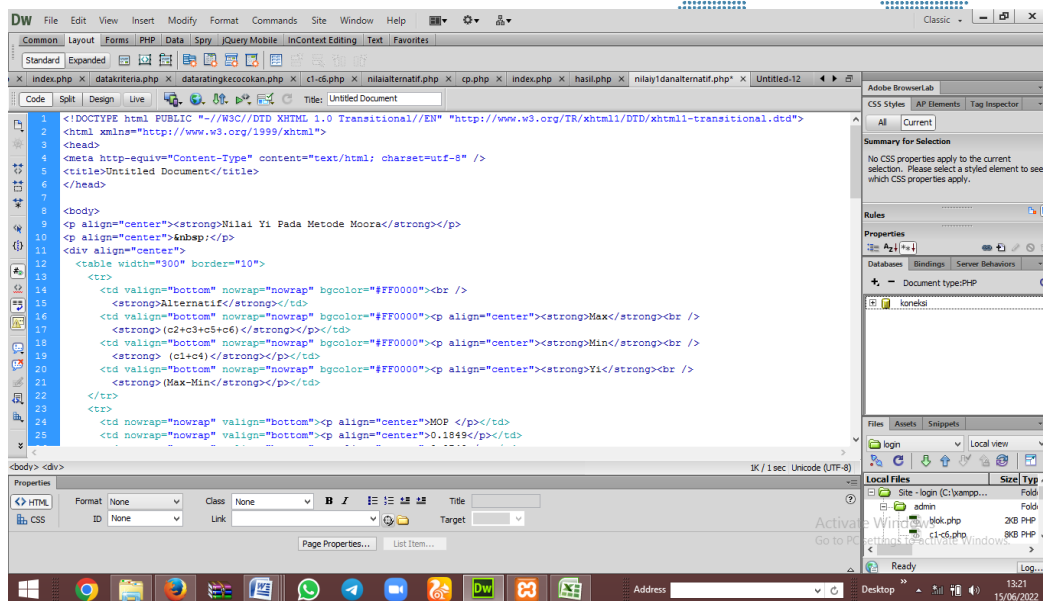 DW File Edit View Insert Modify Format Commands Site Window Help Classic
Common Layout Forms PHP Data Spry jQuery Mobile InContext Editing Text Favorites
Standard Expanded
index.php datakriteria.php dataratingkecocokan.php c1-c6.php nilaialternatif.php cp.php index.php hasil.php nilaiy1danalternatif.php* Untitled-12
Code Split Design Live Title: Untitled Document
1 <!DOCTYPE html PUBLIC "-//W3C//DTD XHTML 1.0 Transitional//EN" "http://www.w3.org/TR/xhtml1/DTD/xhtml1-transitional.dtd">
2 <html xmlns="http://www.w3.org/1999/xhtml">
3 <head>
4 <meta http-equiv="Content-Type" content="text/html; charset=utf-8" />
5 <title>Untitled Document</title>
6 </head>
7
8 <body>
9 <p align="center"><strong>Nilai Yi Pada Metode Moora</strong></p>
10 <p align="center">&nbsp;</p>
11 <div align="center">
12 <table width="300" border="10">
13 <tr>
14 <td valign="bottom" nowrap="nowrap" bgcolor="#FF0000"><br />
15 <strong>Alternatif</strong></td>
16 <td valign="bottom" nowrap="nowrap" bgcolor="#FF0000"><p align="center"><strong>Max</strong><br />
17 <strong>(c2+c3+c5+c6)</strong></p></td>
18 <td valign="bottom" nowrap="nowrap" bgcolor="#FF0000"><p align="center"><strong>Min</strong><br />
19 <strong> (c1+c4)</strong></p></td>
20 <td valign="bottom" nowrap="nowrap" bgcolor="#FF0000"><p align="center"><strong>Yi</strong><br />
21 <strong>(Max-Min</strong></p></td>
22 </tr>
23 <tr>
24 <td nowrap="nowrap" valign="bottom"><p align="center">MOP </p></td>
25 <td nowrap="nowrap" valign="bottom"><p align="center">0.1849</p></td>
<body> <div> 1K / 1 sec Unicode (UTF-8)
Properties
<> HTML Format None Class None B I Title
CSS ID None Link Target
Page Properties... List Item...
Adobe BrowserLab
CSS Styles AP Elements Tag Inspector
All Current
Summary for Selection
No CSS properties apply to the current
selection. Please select a styled element to see
which CSS properties apply.
Rules
Properties
Databases Bindings Server Behaviors
Document type:PHP
koneksi
Files Assets Snippets
login Local view
Local Files Size Typ
Site - login (C:\xampp... Fold
admin Fold
blok.php 2KB PHP
c1-c6.php 8KB PHP
Activate Windows
Go to PC settings to activate Windows.
Ready Log...
Address Desktop 13:21
15/06/2022